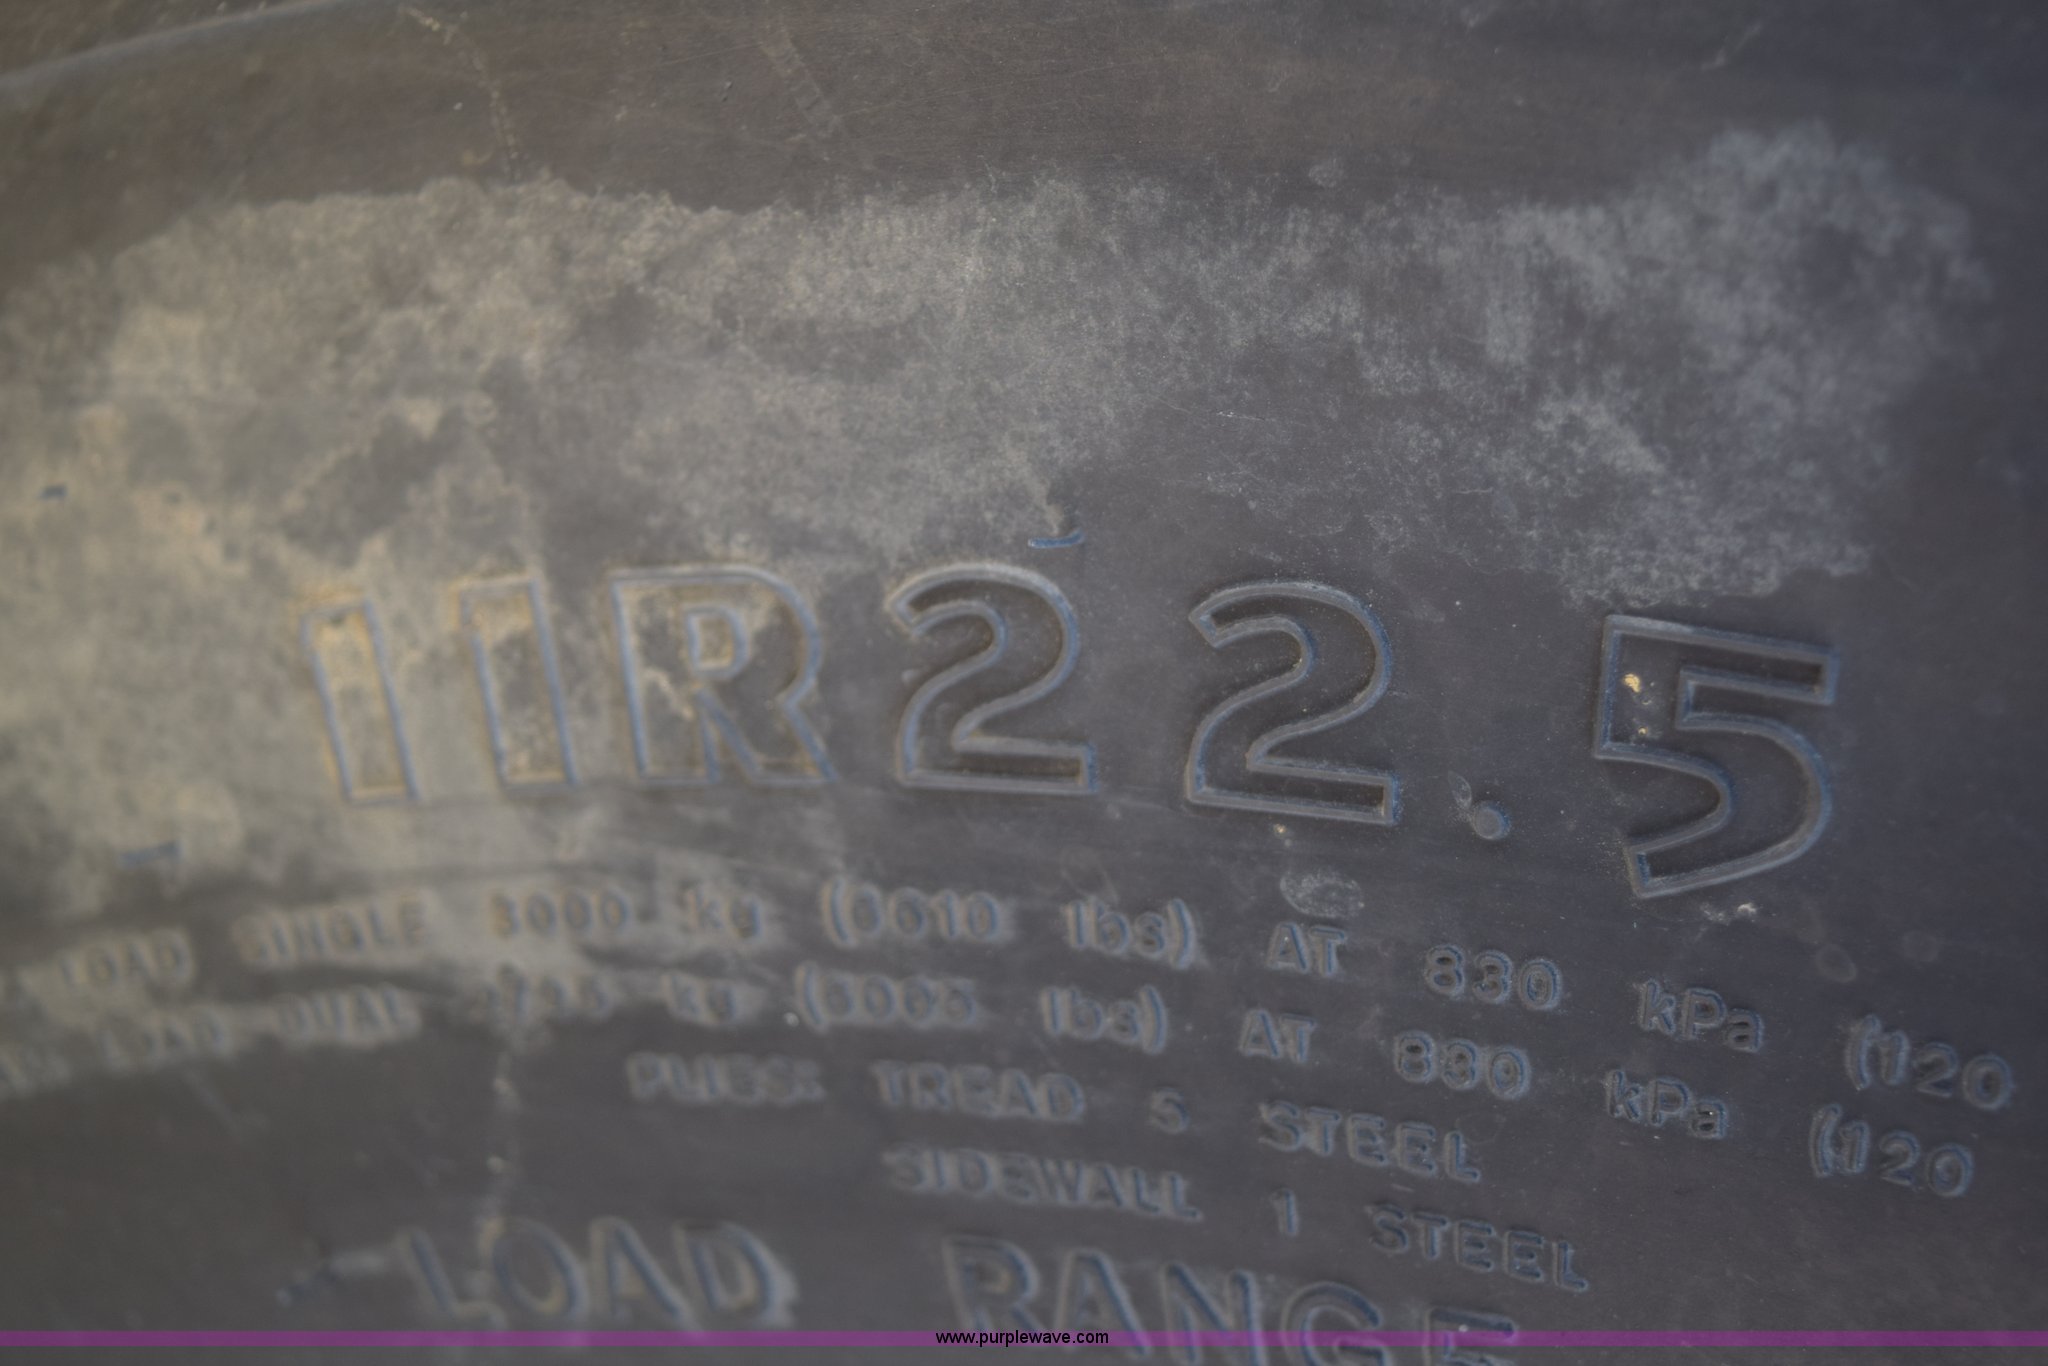 11R22.5
LOAD SINGLE 3000 kg (6610 lbs) AT 830 kPa (120
LOAD DUAL kg (6005 lbs) AT 830 kPa (120
PLIES: TREAD 5 STEEL
SIDEWALL 1 STEEL
LOAD RANGE
www.purplewave.com